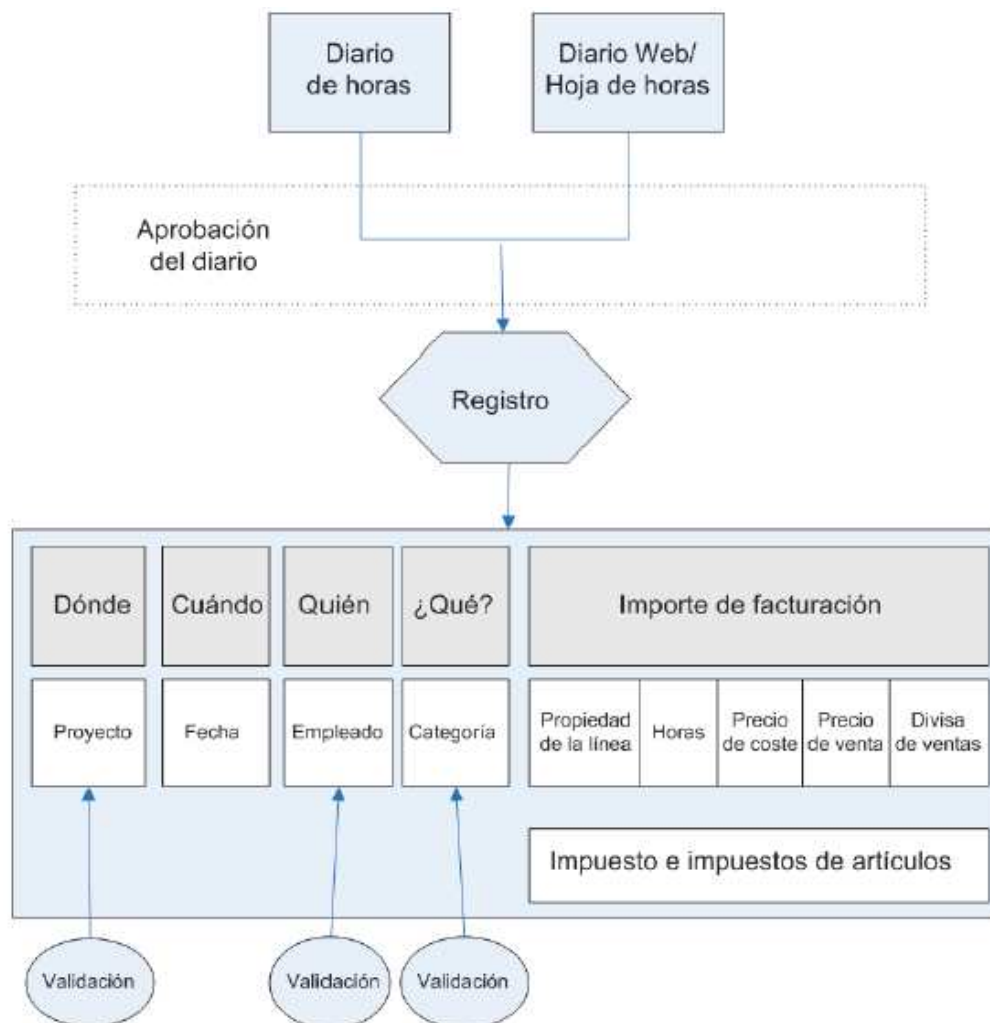 Diario
de horas
Diario Web/
Hoja de horas
Aprobación
del diario
Registro
Dónde
Cuándo
Quién
¿Qué?
Importe de facturación
Proyecto
Fecha
Empleado
Categoría
Propiedad
de la línea
Horas
Precio
de coste
Precio
de venta
Divisa
de ventas
Impuesto e impuestos de artículos
Validación
Validación
Validación